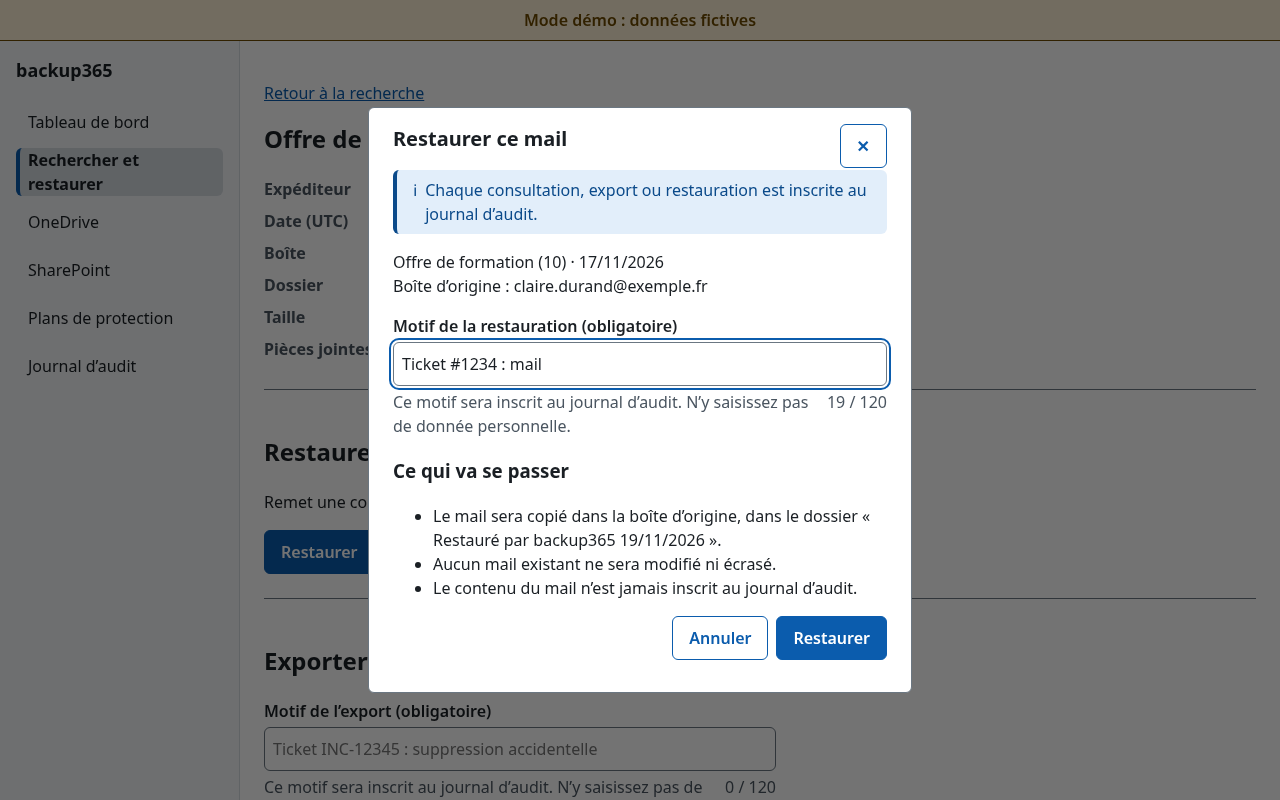 Mode démo : données fictives
backup365
Tableau de bord
Rechercher et
restaurer
OneDrive
SharePoint
Plans de protection
Journal d’audit
Retour à la recherche
Offre de
Expéditeur
Date (UTC)
Boîte
Dossier
Taille
Pièces jointes
Restaure
Remet une co
Restaurer
Exporter
Motif de l’export (obligatoire)
Ticket INC-12345 : suppression accidentelle
Ce motif sera inscrit au journal d’audit. N’y saisissez pas de 0 / 120
Restaurer ce mail
×
i Chaque consultation, export ou restauration est inscrite au
journal d’audit.
Offre de formation (10) · 17/11/2026
Boîte d’origine : claire.durand@exemple.fr
Motif de la restauration (obligatoire)
Ticket #1234 : mail
Ce motif sera inscrit au journal d’audit. N’y saisissez pas 19 / 120
de donnée personnelle.
Ce qui va se passer
• Le mail sera copié dans la boîte d’origine, dans le dossier «
Restauré par backup365 19/11/2026 ».
• Aucun mail existant ne sera modifié ni écrasé.
• Le contenu du mail n’est jamais inscrit au journal d’audit.
Annuler
Restaurer